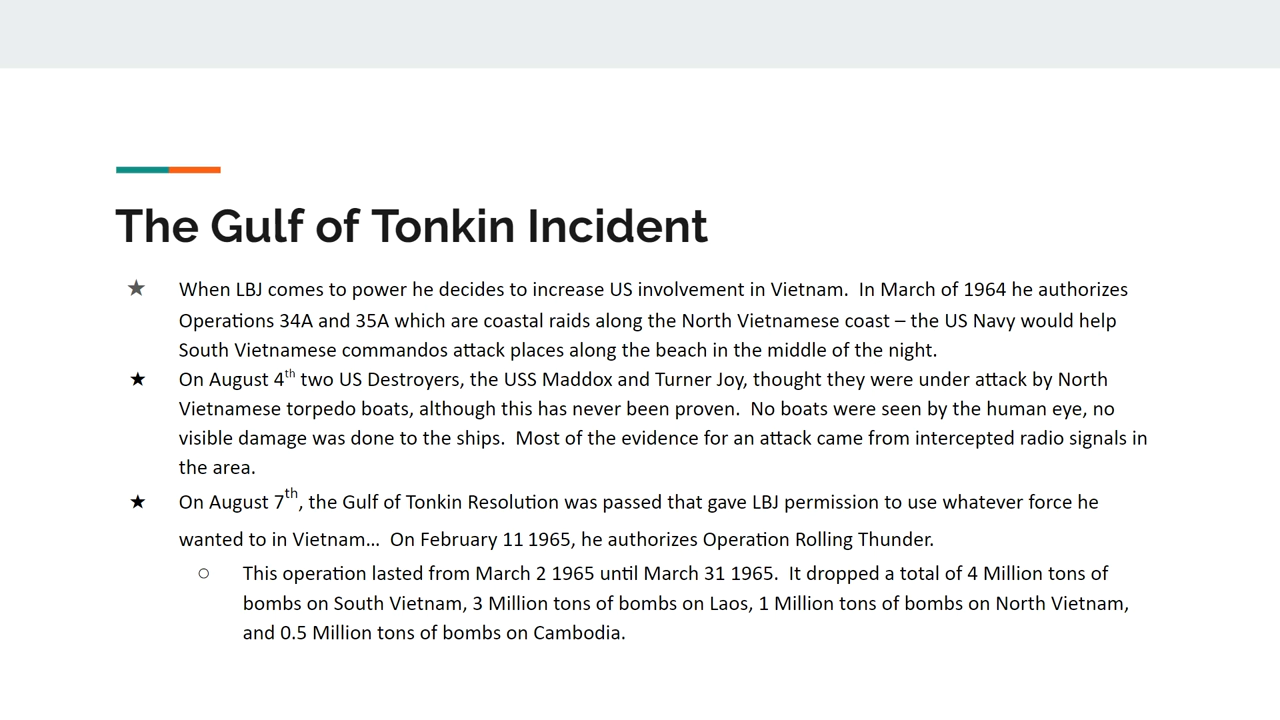 The Gulf of Tonkin Incident
★ When LBJ comes to power he decides to increase US involvement in Vietnam.  In March of 1964 he authorizes
Operations 34A and 35A which are coastal raids along the North Vietnamese coast – the US Navy would help
South Vietnamese commandos attack places along the beach in the middle of the night.
★ On August 4th two US Destroyers, the USS Maddox and Turner Joy, thought they were under attack by North
Vietnamese torpedo boats, although this has never been proven.  No boats were seen by the human eye, no
visible damage was done to the ships.  Most of the evidence for an attack came from intercepted radio signals in
the area.
★ On August 7th, the Gulf of Tonkin Resolution was passed that gave LBJ permission to use whatever force he
wanted to in Vietnam…  On February 11 1965, he authorizes Operation Rolling Thunder.
○ This operation lasted from March 2 1965 until March 31 1965.  It dropped a total of 4 Million tons of
bombs on South Vietnam, 3 Million tons of bombs on Laos, 1 Million tons of bombs on North Vietnam,
and 0.5 Million tons of bombs on Cambodia.